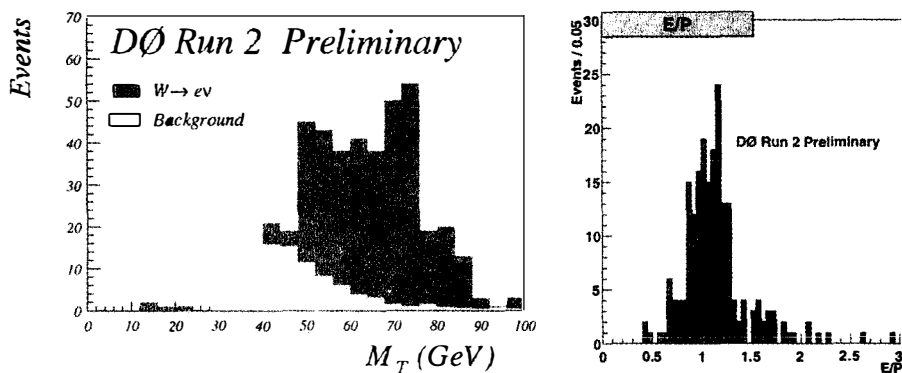 Events
70
60
50
40
30
20
10
0
DØ Run 2 Preliminary
W→ eν
Background
0 10 20 30 40 50 60 70 80 90 100
M_T (GeV)
E/P
Events / 0.05
30
25
20
15
10
5
0
DØ Run 2 Preliminary
0 0.5 1 1.5 2 2.5 3
E/P